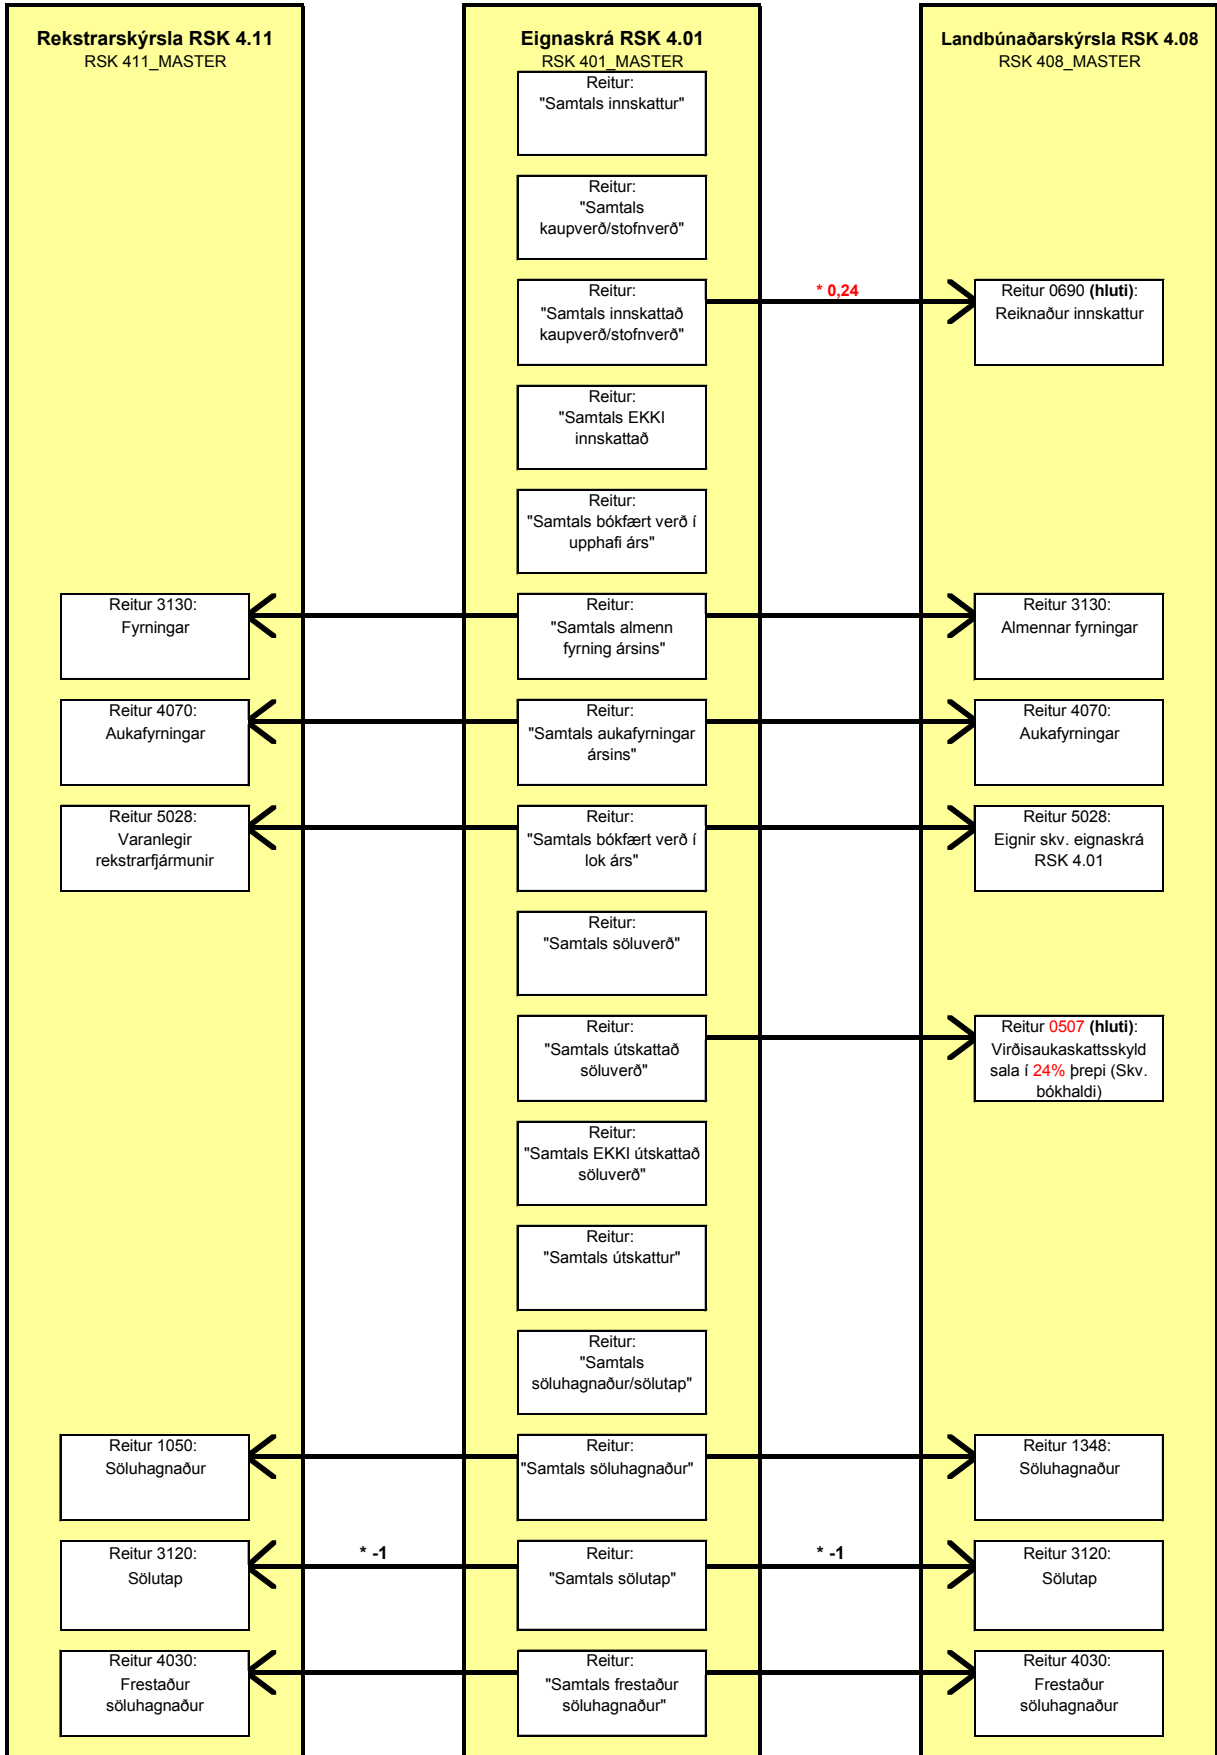 Rekstrarskýrsla RSK 4.11
RSK 411_MASTER
Eignaskrá RSK 4.01
RSK 401_MASTER
Landbúnaðarskýrsla RSK 4.08
RSK 408_MASTER
Reitur:
"Samtals innskattur"
Reitur:
"Samtals
kaupverð/stofnverð"
Reitur:
"Samtals innskattað
kaupverð/stofnverð"
* 0,24
Reitur 0690 (hluti):
Reiknaður innskattur
Reitur:
"Samtals EKKI
innskattað
Reitur:
"Samtals bókfært verð í
upphafi árs"
Reitur 3130:
Fyrningar
Reitur:
"Samtals almenn
fyrning ársins"
Reitur 3130:
Almennar fyrningar
Reitur 4070:
Aukafyrningar
Reitur:
"Samtals aukafyrningar
ársins"
Reitur 4070:
Aukafyrningar
Reitur 5028:
Varanlegir
rekstrarfjármunir
Reitur:
"Samtals bókfært verð í
lok árs"
Reitur 5028:
Eignir skv. eignaskrá
RSK 4.01
Reitur:
"Samtals söluverð"
Reitur:
"Samtals útskattað
söluverð"
Reitur 0507 (hluti):
Virðisaukaskattsskyld
sala í 24% þrepi (Skv.
bókhaldi)
Reitur:
"Samtals EKKI útskattað
söluverð"
Reitur:
"Samtals útskattur"
Reitur:
"Samtals
söluhagnaður/sölutap"
Reitur 1050:
Söluhagnaður
Reitur:
"Samtals söluhagnaður"
Reitur 1348:
Söluhagnaður
Reitur 3120:
Sölutap
* -1
Reitur:
"Samtals sölutap"
* -1
Reitur 3120:
Sölutap
Reitur 4030:
Frestaður
söluhagnaður
Reitur:
"Samtals frestaður
söluhagnaður"
Reitur 4030:
Frestaður
söluhagnaður